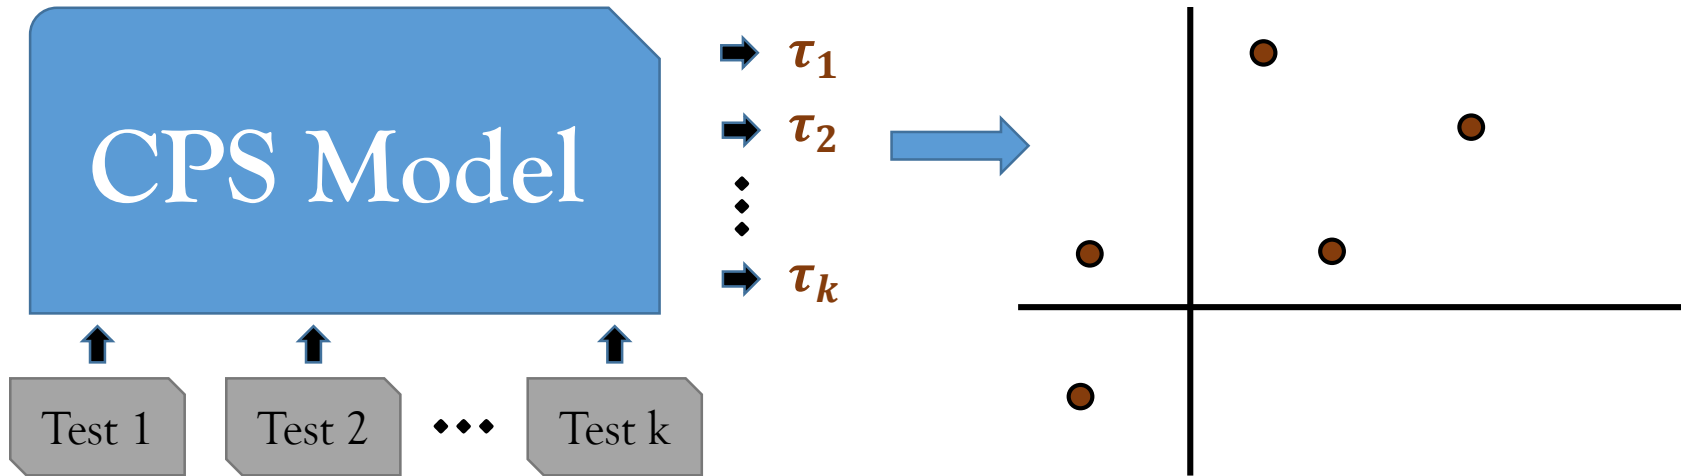 CPS Model
τ₁
τ₂
τₖ
Test 1
Test 2
Test k